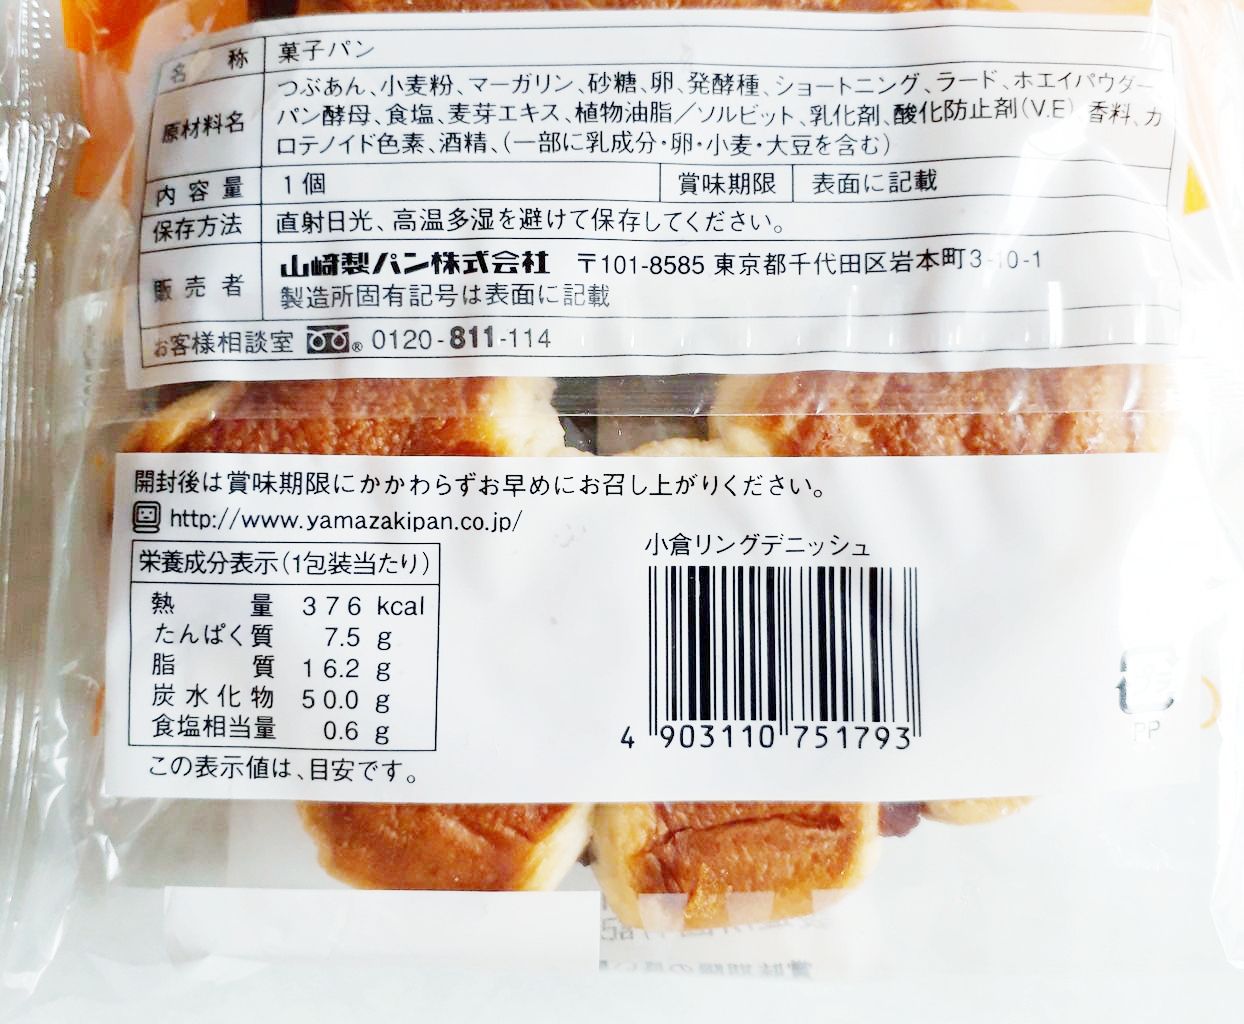 名称 菓子パン
原材料名 つぶあん、小麦粉、マーガリン、砂糖、卵、発酵種、ショートニング、ラード、ホエイパウダー
パン酵母、食塩、麦芽エキス、植物油脂/ソルビット、乳化剤、酸化防止剤(V.E)、香料、カ
ロテノイド色素、酒精、(一部に乳成分・卵・小麦・大豆を含む)
内容量 1個 賞味期限 表面に記載
保存方法 直射日光、高温多湿を避けて保存してください。
販売者 山崎製パン株式会社 〒101-8585 東京都千代田区岩本町3-10-1
製造所固有記号は表面に記載
お客様相談室 ® 0120-811-114
開封後は賞味期限にかかわらずお早めにお召し上がりください。
http://www.yamazakipan.co.jp/
栄養成分表示(1包装当たり)
熱量 376 kcal
たんぱく質 7.5 g
脂質 16.2 g
炭水化物 50.0 g
食塩相当量 0.6 g
この表示値は、目安です。
小倉リングデニッシュ
4 903110 751793
PP